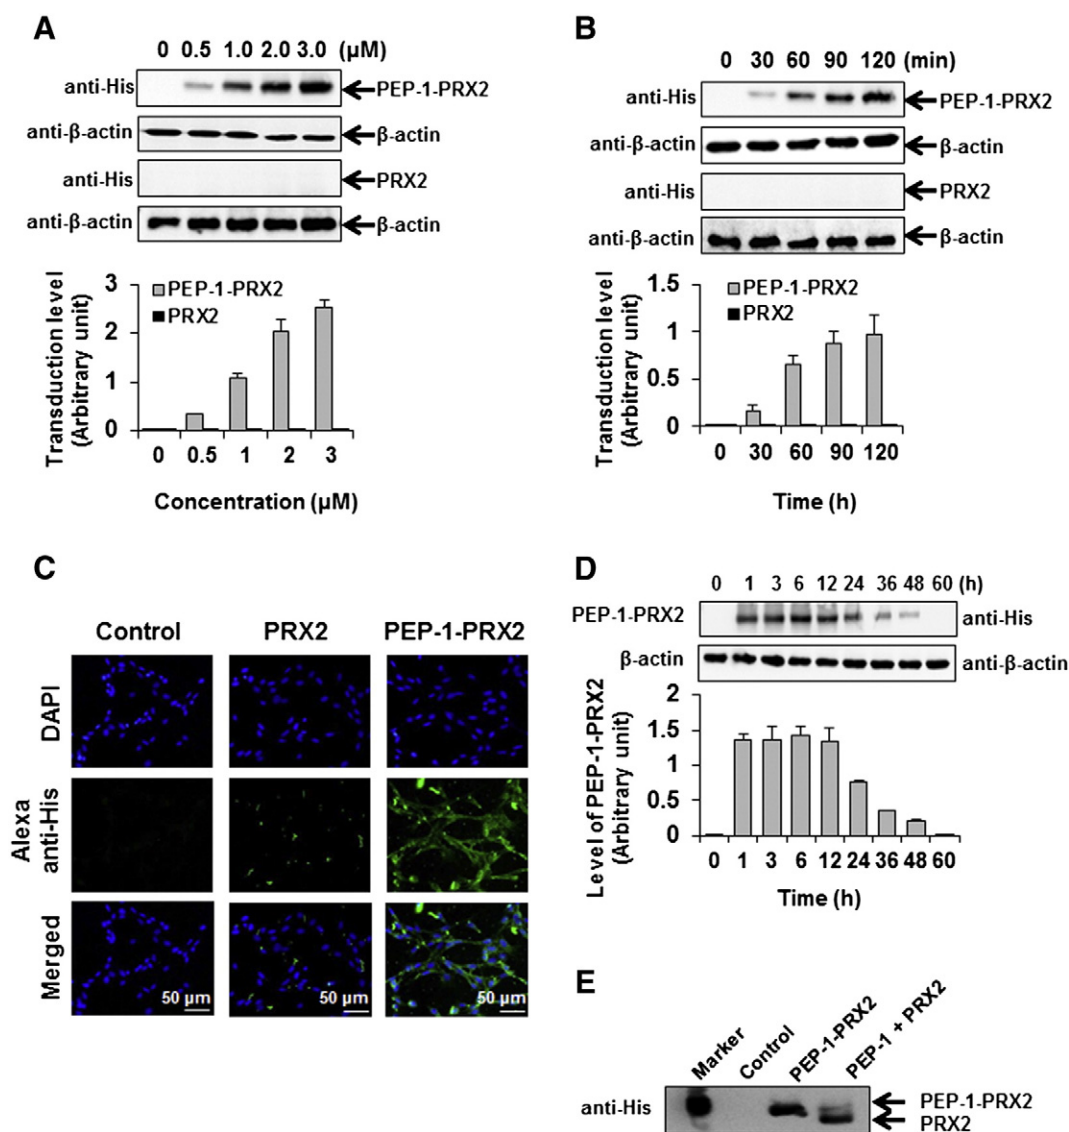 A
0 0.5 1.0 2.0 3.0 (μM)
anti-His PEP-1-PRX2
anti-β-actin β-actin
anti-His PRX2
anti-β-actin β-actin
Transduction level
(Arbitrary unit)
3
2
1
0
PEP-1-PRX2
PRX2
0 0.5 1 2 3
Concentration (μM)
B
0 30 60 90 120 (min)
anti-His PEP-1-PRX2
anti-β-actin β-actin
anti-His PRX2
anti-β-actin β-actin
Transduction level
(Arbitrary unit)
1.5
1
0.5
0
PEP-1-PRX2
PRX2
0 30 60 90 120
Time (h)
C
Control PRX2 PEP-1-PRX2
DAPI
Alexa
anti-His
Merged
50 μm 50 μm 50 μm
D
0 1 3 6 12 24 36 48 60 (h)
PEP-1-PRX2 anti-His
β-actin anti-β-actin
Level of PEP-1-PRX2
(Arbitrary unit)
2
1.5
1
0.5
0
0 1 3 6 12 24 36 48 60
Time (h)
E
Marker
Control
PEP-1-PRX2
PEP-1 + PRX2
anti-His PEP-1-PRX2
PRX2